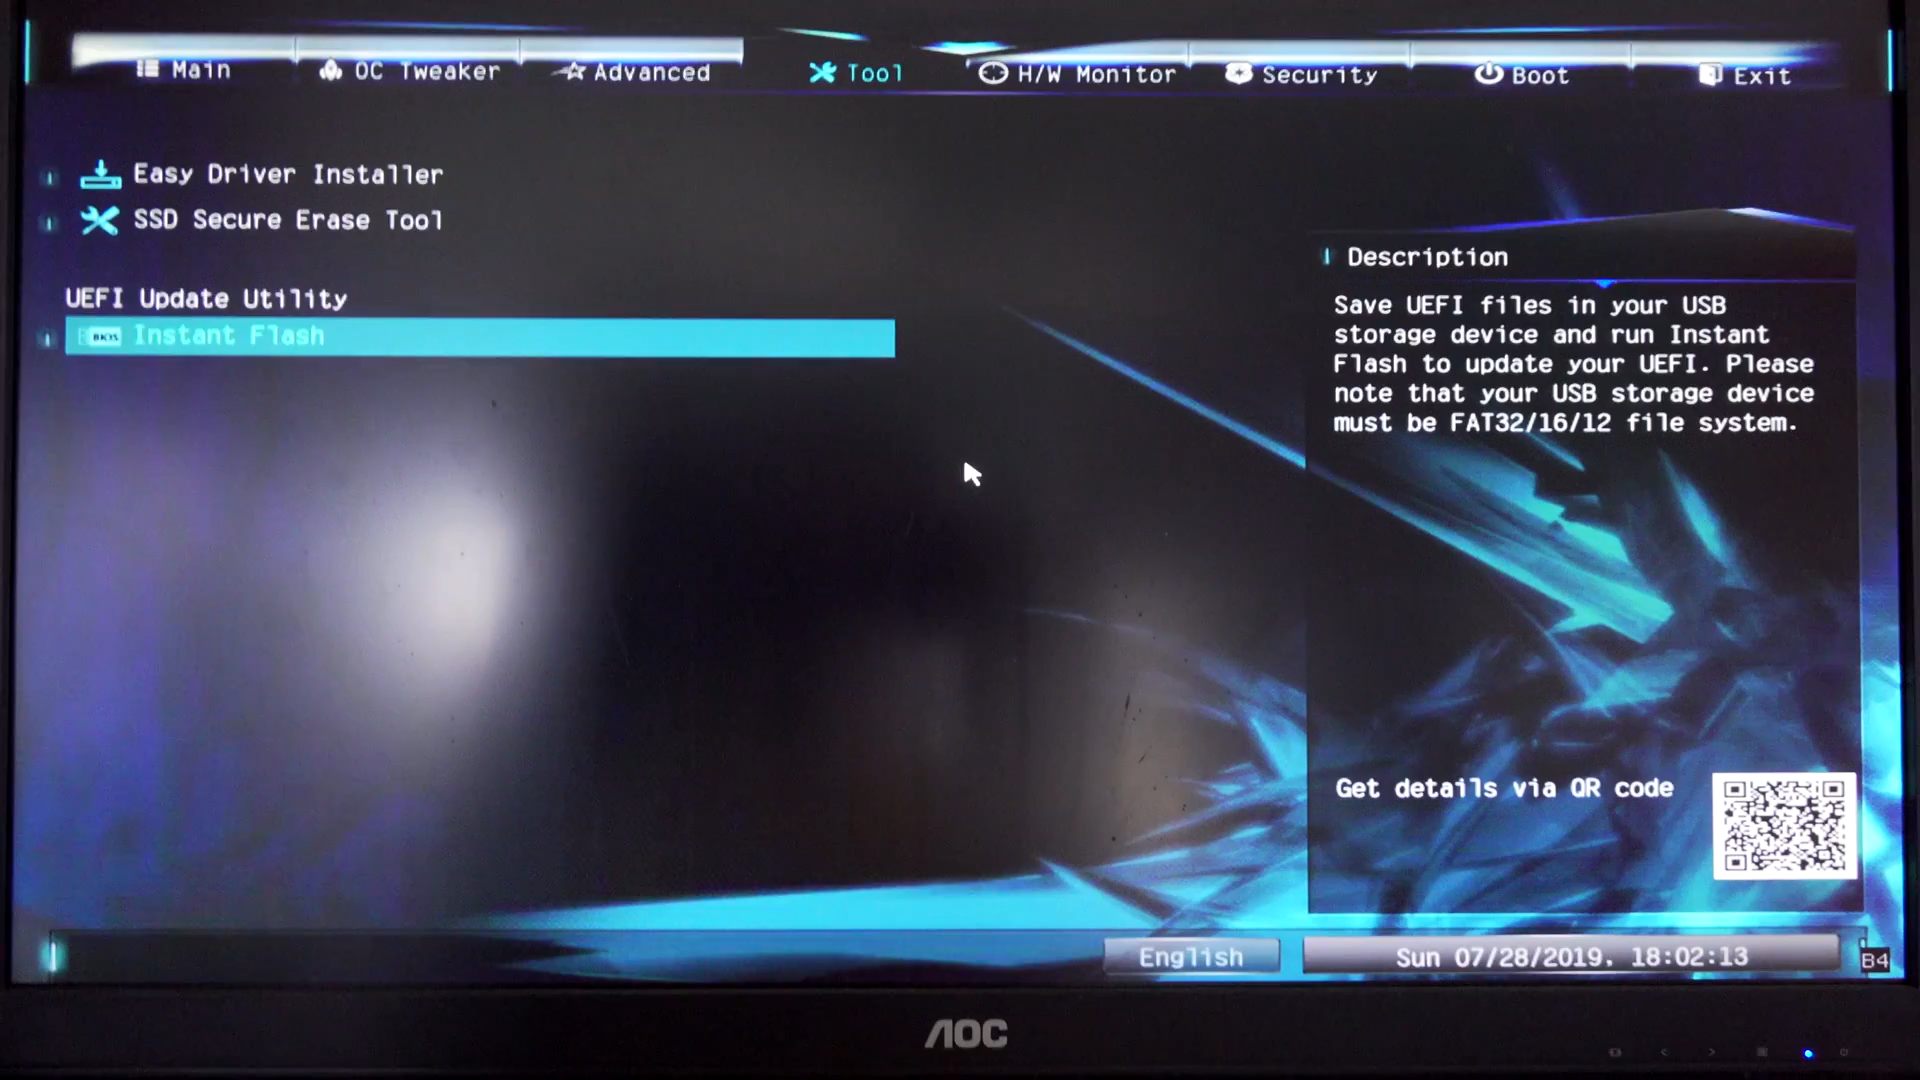 Main
OC Tweaker
Advanced
Tool
H/W Monitor
Security
Boot
Exit
Easy Driver Installer
SSD Secure Erase Tool
UEFI Update Utility
BIOS Instant Flash
Description
Save UEFI files in your USB
storage device and run Instant
Flash to update your UEFI. Please
note that your USB storage device
must be FAT32/16/12 file system.
Get details via QR code
English
Sun 07/28/2019. 18:02:13
B4
AOC